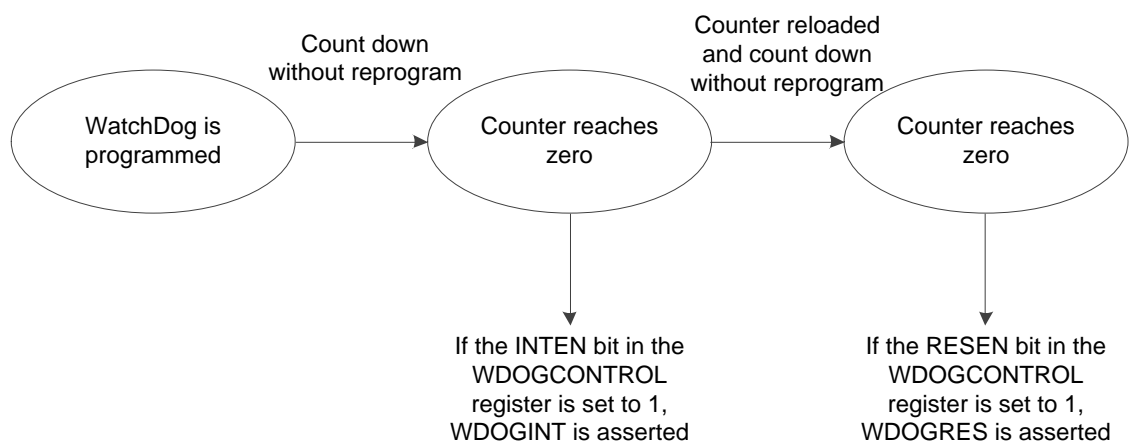 Count down
without reprogram
Counter reloaded
and count down
without reprogram
WatchDog is
programmed
Counter reaches
zero
Counter reaches
zero
If the INTEN bit in the
WDOGCONTROL
register is set to 1,
WDOGINT is asserted
If the RESEN bit in the
WDOGCONTROL
register is set to 1,
WDOGRES is asserted